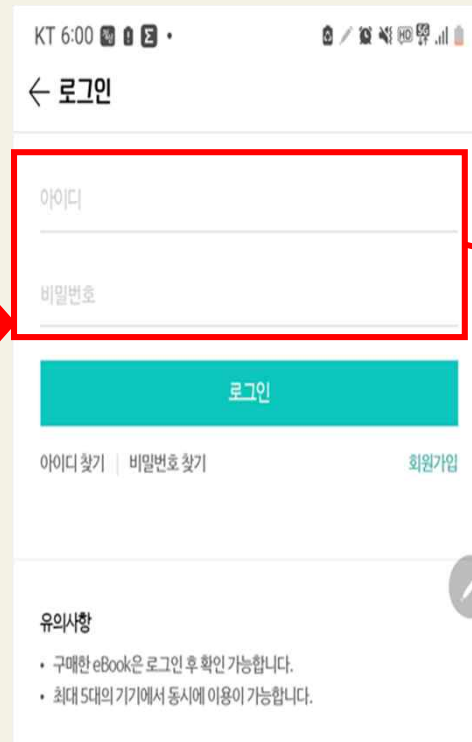 KT 6:00
← 로그인
아이디
비밀번호
로그인
아이디 찾기 | 비밀번호 찾기 회원가입
유의사항
• 구매한 eBook은 로그인 후 확인 가능합니다.
• 최대 5대의 기기에서 동시에 이용이 가능합니다.